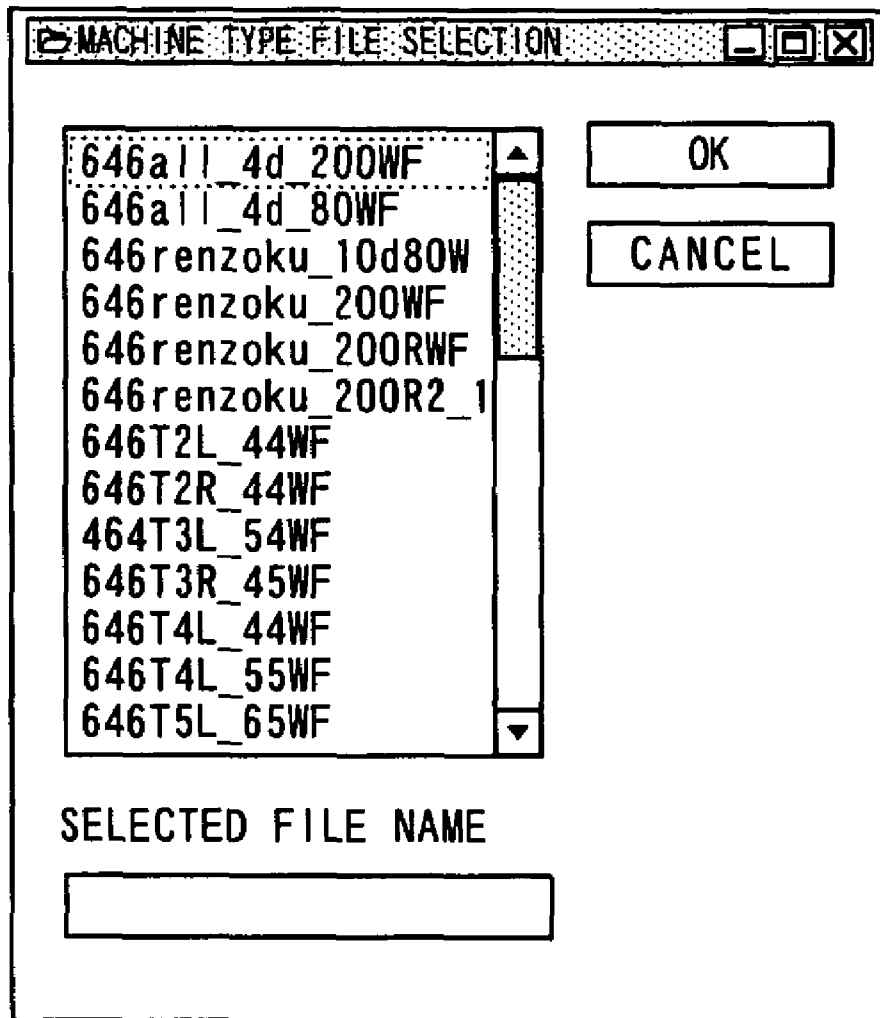 MACHINE TYPE FILE SELECTION
646all_4d_200WF
646all_4d_80WF
646renzoku_10d80W
646renzoku_200WF
646renzoku_200RWF
646renzoku_200R2_1
646T2L_44WF
646T2R_44WF
464T3L_54WF
646T3R_45WF
646T4L_44WF
646T4L_55WF
646T5L_65WF
OK
CANCEL
SELECTED FILE NAME